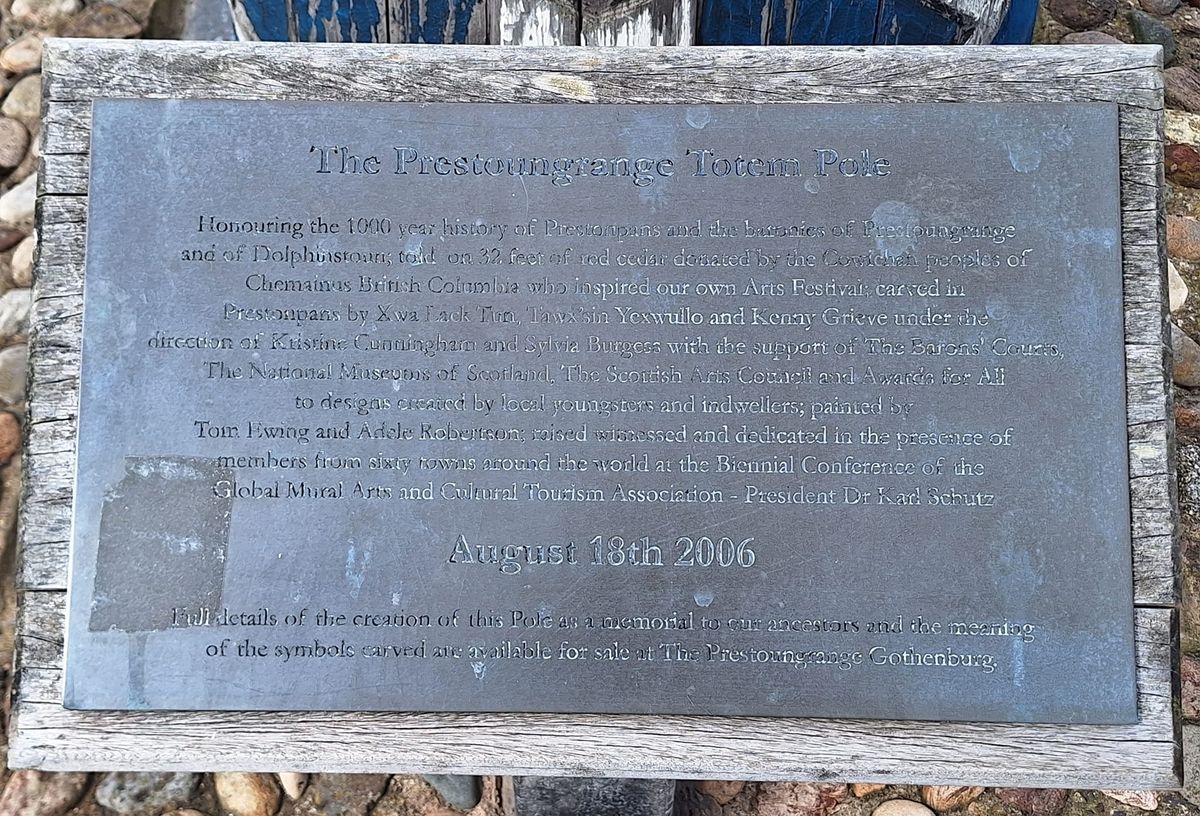 The Prestoungrange Totem Pole
Honouring the 1000 year history of Prestonpans and the baronies of Prestoungrange
and of Dolphinstoun; told on 32 feet of red cedar donated by the Cowichan peoples of
Chemainus British Columbia who inspired our own Arts Festival; carved in
Prestonpans by Xwa Lack Tun, Tawx'sin Yexwullo and Kenny Grieve under the
direction of Kristine Cunningham and Sylvia Burgess with the support of The Barons' Courts,
The National Museums of Scotland, The Scottish Arts Council and Awards for All
to designs created by local youngsters and indwellers; painted by
Tom Ewing and Adele Robertson; raised witnessed and dedicated in the presence of
members from sixty towns around the world at the Biennial Conference of the
Global Mural Arts and Cultural Tourism Association - President Dr Karl Schutz
August 18th 2006
Full details of the creation of this Pole as a memorial to our ancestors and the meaning
of the symbols carved are available for sale at The Prestoungrange Gothenburg.